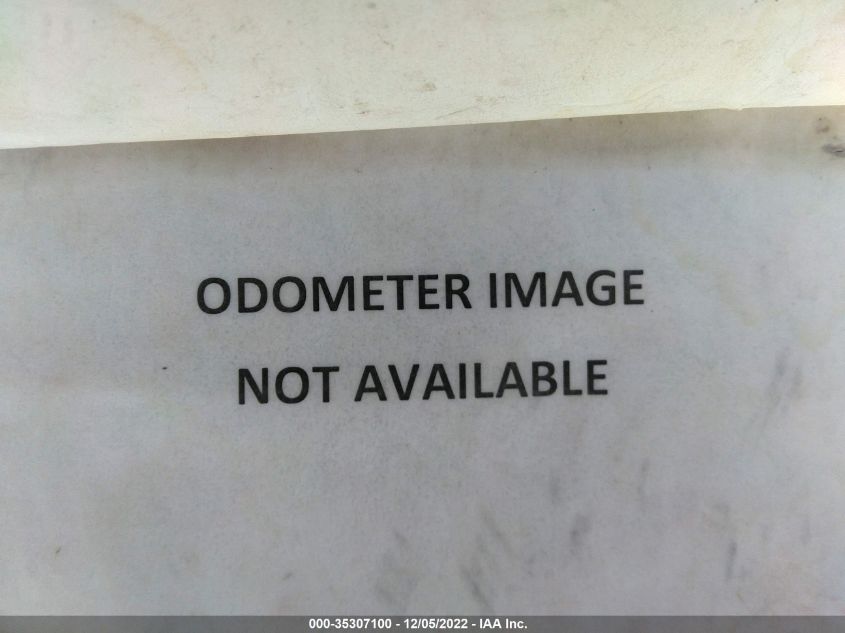 ODOMETER IMAGE
NOT AVAILABLE
000-35307100 - 12/05/2022 - IAA Inc.